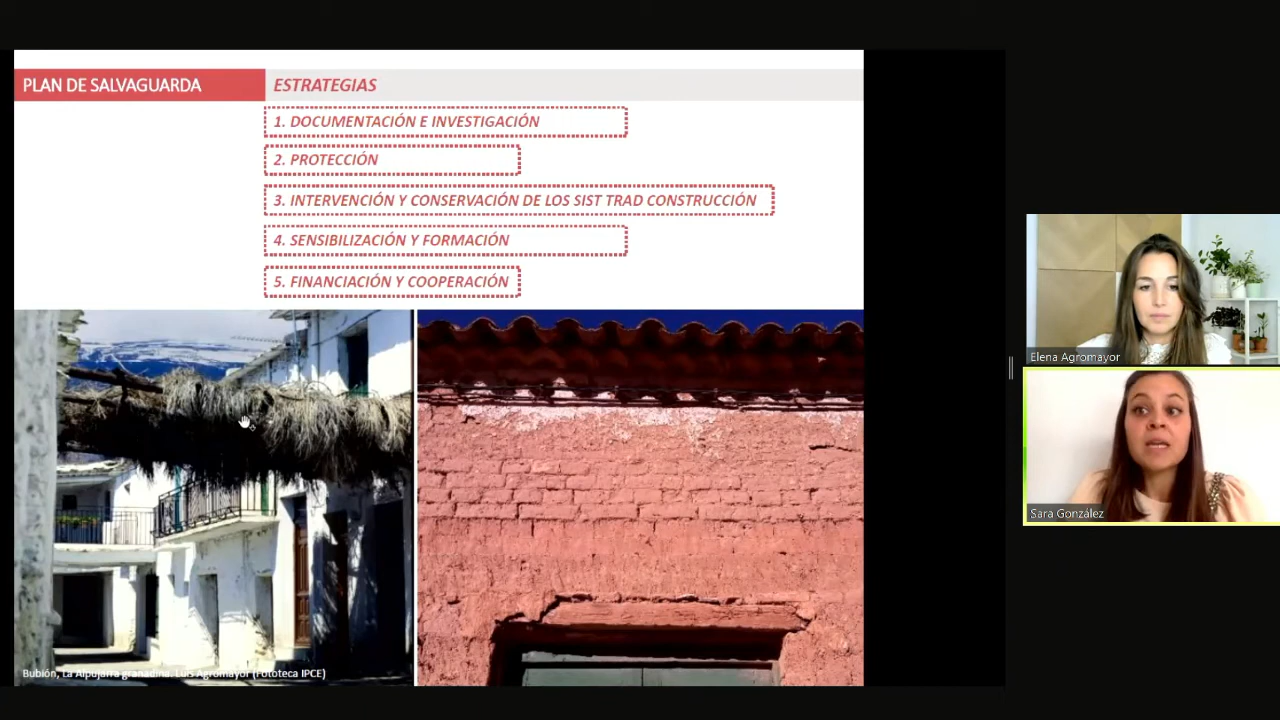 PLAN DE SALVAGUARDA
ESTRATEGIAS
1. DOCUMENTACIÓN E INVESTIGACIÓN
2. PROTECCIÓN
3. INTERVENCIÓN Y CONSERVACIÓN DE LOS SIST TRAD CONSTRUCCIÓN
4. SENSIBILIZACIÓN Y FORMACIÓN
5. FINANCIACIÓN Y COOPERACIÓN
Bubión, La Alpujarra granadina. Luis Agromayor (Fototeca IPCE)
Elena Agromayor
Sara González